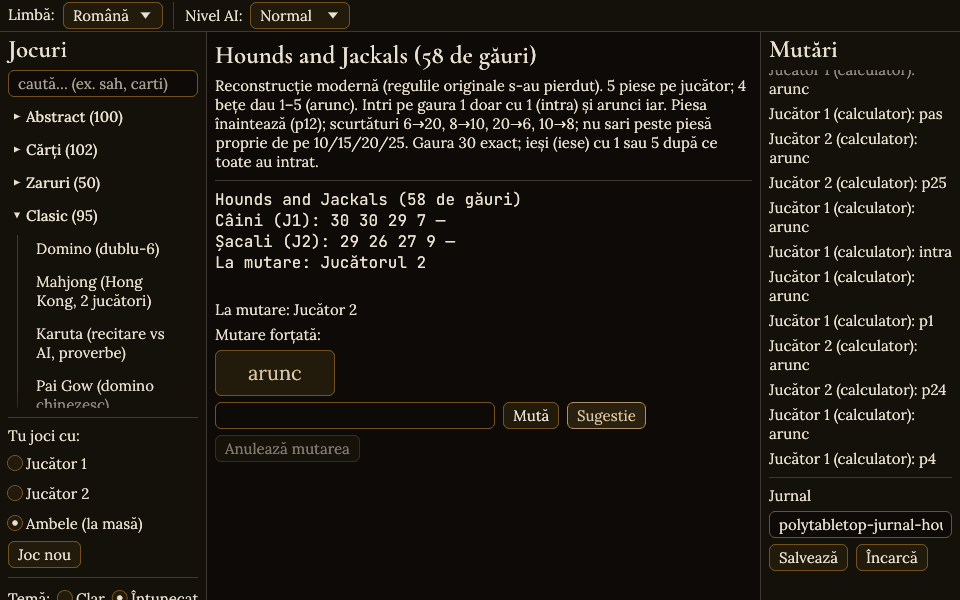 Limbă: Română Nivel AI: Normal
Jocuri
caută... (ex. sah, carti)
Abstract (100)
Cărți (102)
Zaruri (50)
Clasic (95)
Domino (dublu-6)
Mahjong (Hong
Kong, 2 jucători)
Karuta (recitare vs
AI, proverbe)
Pai Gow (domino
chinezesc)
Tu joci cu:
Jucător 1
Jucător 2
Ambele (la masă)
Joc nou
Temă: Clar Întunecat
Hounds and Jackals (58 de găuri)
Reconstrucție modernă (regulile originale s-au pierdut). 5 piese pe jucător; 4
bețe dau 1–5 (arunc). Intri pe gaura 1 doar cu 1 (intra) și arunci iar. Piesa
înaintează (p12); scurtături 6→20, 8→10, 20→6, 10→8; nu sari peste piesă
proprie de pe 10/15/20/25. Gaura 30 exact; ieși (iese) cu 1 sau 5 după ce
toate au intrat.
Hounds and Jackals (58 de găuri)
Câini (J1): 30 30 29 7 —
Șacali (J2): 29 26 27 9 —
La mutare: Jucătorul 2
La mutare: Jucător 2
Mutare forțată:
arunc
Mută Sugestie
Anulează mutarea
Mutări
Jucător 1 (calculator):
arunc
Jucător 1 (calculator): pas
Jucător 2 (calculator):
arunc
Jucător 2 (calculator): p25
Jucător 1 (calculator):
arunc
Jucător 1 (calculator): intra
Jucător 1 (calculator):
arunc
Jucător 1 (calculator): p1
Jucător 2 (calculator):
arunc
Jucător 2 (calculator): p24
Jucător 1 (calculator):
arunc
Jucător 1 (calculator): p4
Jurnal
polytabletop-jurnal-hou
Salvează Încarcă